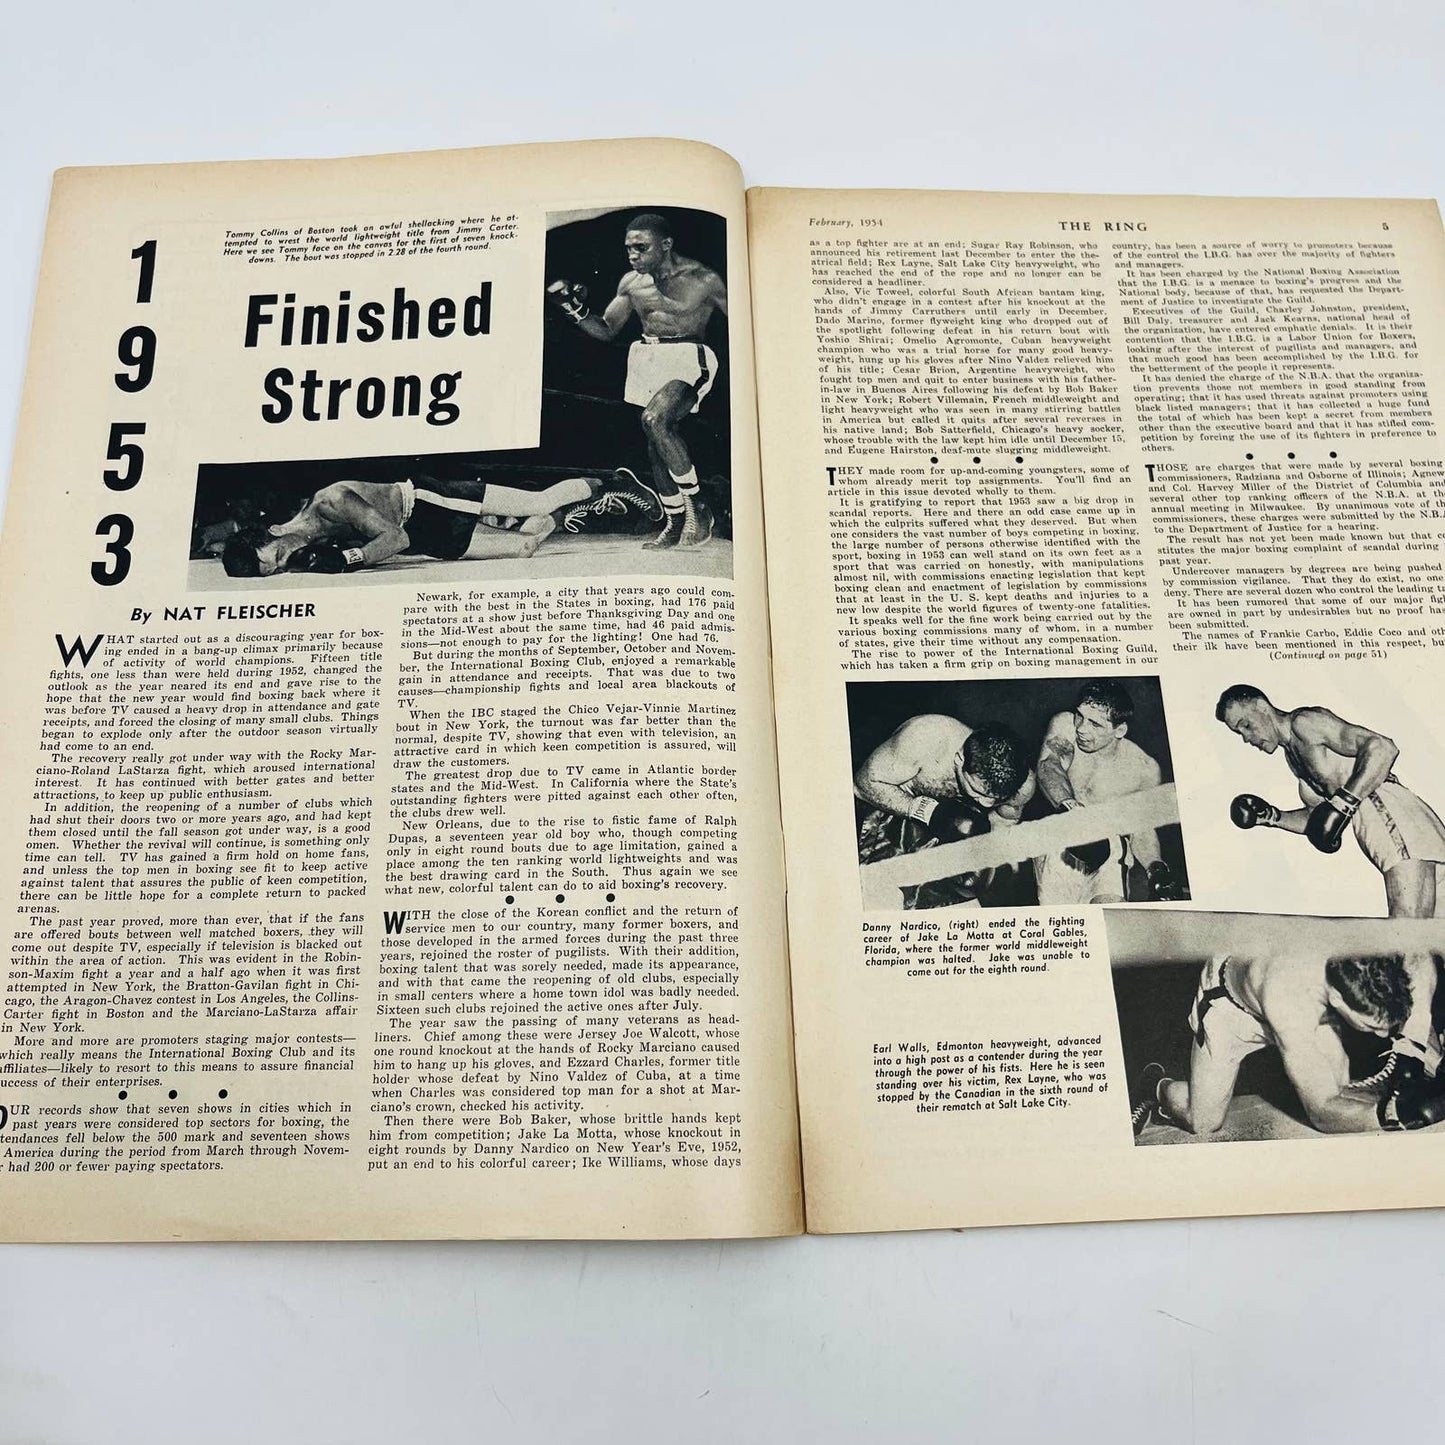 Tommy Collins of Boston took an awful shellacking where he at-
tempted to wrest the world lightweight title from Jimmy Carter.
Here we see Tommy face on the canvas for the first of seven knock-
downs. The bout was stopped in 2.28 of the fourth round.
1
9
5
3
Finished
Strong
By NAT FLEISCHER
WHAT started out as a discouraging year for box-
ing ended in a bang-up climax primarily because
of activity of world champions. Fifteen title
fights, one less than were held during 1952, changed the
outlook as the year neared its end and gave rise to the
hope that the new year would find boxing back where it
was before TV caused a heavy drop in attendance and gate
receipts, and forced the closing of many small clubs. Things
began to explode only after the outdoor season virtually
had come to an end.
The recovery really got under way with the Rocky Mar-
ciano-Roland LaStarza fight, which aroused international
interest. It has continued with better gates and better
attractions, to keep up public enthusiasm.
In addition, the reopening of a number of clubs which
had shut their doors two or more years ago, and had kept
them closed until the fall season got under way, is a good
omen. Whether the revival will continue, is something only
time can tell. TV has gained a firm hold on home fans,
and unless the top men in boxing see fit to keep active
against talent that assures the public of keen competition,
there can be little hope for a complete return to packed
arenas.
The past year proved, more than ever, that if the fans
are offered bouts between well matched boxers, they will
come out despite TV, especially if television is blacked out
within the area of action. This was evident in the Robin-
son-Maxim fight a year and a half ago when it was first
attempted in New York, the Bratton-Gavilan fight in Chi-
cago, the Aragon-Chavez contest in Los Angeles, the Collins-
Carter fight in Boston and the Marciano-LaStarza affair
in New York.
More and more are promoters staging major contests—
which really means the International Boxing Club and its
affiliates—likely to resort to this means to assure financial
uccess of their enterprises.
OUR records show that seven shows in cities which in
past years were considered top sectors for boxing, the
tendances fell below the 500 mark and seventeen shows
America during the period from March through Novem-
r had 200 or fewer paying spectators.
Newark, for example, a city that years ago could com-
pare with the best in the States in boxing, had 176 paid
spectators at a show just before Thanksgiving Day and one
in the Mid-West about the same time, had 46 paid admis-
sions—not enough to pay for the lighting! One had 76.
But during the months of September, October and Novem-
ber, the International Boxing Club, enjoyed a remarkable
gain in attendance and receipts. That was due to two
causes—championship fights and local area blackouts of
TV.
When the IBC staged the Chico Vejar-Vinnie Martinez
bout in New York, the turnout was far better than the
normal, despite TV, showing that even with television, an
attractive card in which keen competition is assured, will
draw the customers.
The greatest drop due to TV came in Atlantic border
states and the Mid-West. In California where the State's
outstanding fighters were pitted against each other often,
the clubs drew well.
New Orleans, due to the rise to fistic fame of Ralph
Dupas, a seventeen year old boy who, though competing
only in eight round bouts due to age limitation, gained a
place among the ten ranking world lightweights and was
the best drawing card in the South. Thus again we see
what new, colorful talent can do to aid boxing's recovery.
WITH the close of the Korean conflict and the return of
service men to our country, many former boxers, and
those developed in the armed forces during the past three
years, rejoined the roster of pugilists. With their addition,
boxing talent that was sorely needed, made its appearance,
and with that came the reopening of old clubs, especially
in small centers where a home town idol was badly needed.
Sixteen such clubs rejoined the active ones after July.
The year saw the passing of many veterans as head-
liners. Chief among these were Jersey Joe Walcott, whose
one round knockout at the hands of Rocky Marciano caused
him to hang up his gloves, and Ezzard Charles, former title
holder whose defeat by Nino Valdez of Cuba, at a time
when Charles was considered top man for a shot at Mar-
ciano's crown, checked his activity.
Then there were Bob Baker, whose brittle hands kept
him from competition; Jake La Motta, whose knockout in
eight rounds by Danny Nardico on New Year's Eve, 1952,
put an end to his colorful career; Ike Williams, whose days
February, 1954
THE RING
5
as a top fighter are at an end; Sugar Ray Robinson, who
announced his retirement last December to enter the the-
atrical field; Rex Layne, Salt Lake City heavyweight, who
has reached the end of the rope and no longer can be
considered a headliner.
Also, Vic Toweel, colorful South African bantam king,
who didn't engage in a contest after his knockout at the
hands of Jimmy Carruthers until early in December.
Dado Marino, former flyweight king who dropped out of
the spotlight following defeat in his return bout with
Yoshio Shirai; Omelio Agromonte, Cuban heavyweight
champion who was a trial horse for many good heavy-
weight, hung up his gloves after Nino Valdez relieved him
of his title; Cesar Brion, Argentine heavyweight, who
fought top men and quit to enter business with his father-
in-law in Buenos Aires following his defeat by Bob Baker
in New York; Robert Villemain, French middleweight and
light heavyweight who was seen in many stirring battles
in America but called it quits after several reverses in
his native land; Bob Satterfield, Chicago's heavy socker,
whose trouble with the law kept him idle until December 15,
and Eugene Hairston, deaf-mute slugging middleweight.
THEY made room for up-and-coming youngsters, some of
whom already merit top assignments. You'll find an
article in this issue devoted wholly to them.
It is gratifying to report that 1953 saw a big drop in
scandal reports. Here and there an odd case came up in
which the culprits suffered what they deserved. But when
one considers the vast number of boys competing in boxing,
the large number of persons otherwise identified with the
sport, boxing in 1953 can well stand on its own feet as a
sport that was carried on honestly, with manipulations
almost nil, with commissions enacting legislation that kept
boxing clean and enactment of legislation by commissions
that at least in the U. S. kept deaths and injuries to a
new low despite the world figures of twenty-one fatalities.
It speaks well for the fine work being carried out by the
various boxing commissions many of whom, in a number
of states, give their time without any compensation.
The rise to power of the International Boxing Guild,
which has taken a firm grip on boxing management in our
country, has been a source of worry to promoters because
of the control the I.B.G. has over the majority of fighters
and managers.
It has been charged by the National Boxing Association
that the I.B.G. is a menace to boxing's progress and the
National body, because of that, has requested the Depart-
ment of Justice to investigate the Guild.
Executives of the Guild, Charley Johnston, president,
Bill Daly, treasurer and Jack Kearns, national head of
the organization, have entered emphatic denials. It is their
contention that the I.B.G. is a Labor Union for Boxers,
looking after the interest of pugilists and managers, and
that much good has been accomplished by the I.B.G. for
the betterment of the people it represents.
It has denied the charge of the N.B.A. that the organiza-
tion prevents those not members in good standing from
operating; that it has used threats against promoters using
black listed managers; that it has collected a huge fund
the total of which has been kept a secret from members
other than the executive board and that it has stifled com-
petition by forcing the use of its fighters in preference to
others.
THOSE are charges that were made by several boxing
commissioners, Radziana and Osborne of Illinois; Agnew
and Col. Harvey Miller of the District of Columbia and
several other top ranking officers of the N.B.A. at th
annual meeting in Milwaukee. By unanimous vote of th
commissioners, these charges were submitted by the N.B.A
to the Department of Justice for a hearing.
The result has not yet been made known but that co
stitutes the major boxing complaint of scandal during
past year.
Undercover managers by degrees are being pushed
by commission vigilance. That they do exist, no one
deny. There are several dozen who control the leading ta
It has been rumored that some of our major figh
are owned in part by undesirables but no proof has
been submitted.
The names of Frankie Carbo, Eddie Coco and oth
their ilk have been mentioned in this respect, but
(Continued on page 51)
Danny Nardico, (right) ended the fighting
career of Jake La Motta at Coral Gables,
Florida, where the former world middleweight
champion was halted. Jake was unable to
come out for the eighth round.
Earl Walls, Edmonton heavyweight, advanced
into a high post as a contender during the year
through the power of his fists. Here he is seen
standing over his victim, Rex Layne, who was
stopped by the Canadian in the sixth round of
their rematch at Salt Lake City.